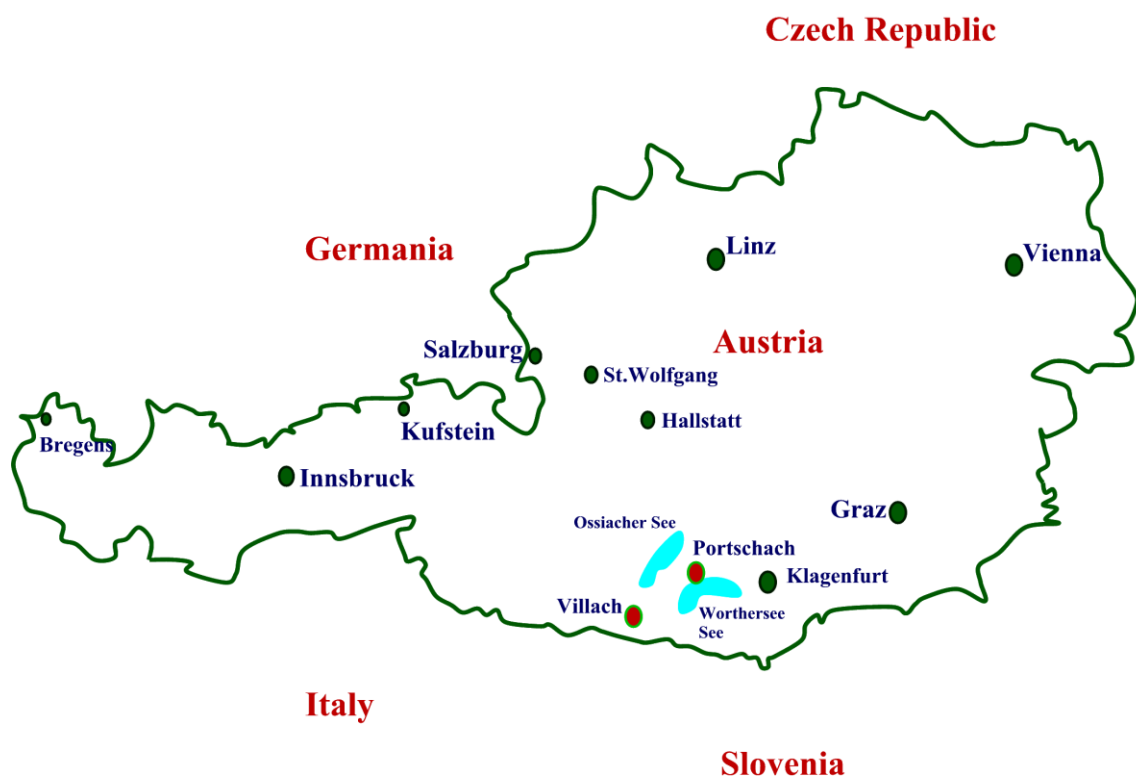 Czech Republic
Germania
Linz
Vienna
Salzburg
Austria
St.Wolfgang
Bregens
Kufstein
Hallstatt
Innsbruck
Graz
Ossiacher See
Portschach
Klagenfurt
Villach
Worthersee
See
Italy
Slovenia